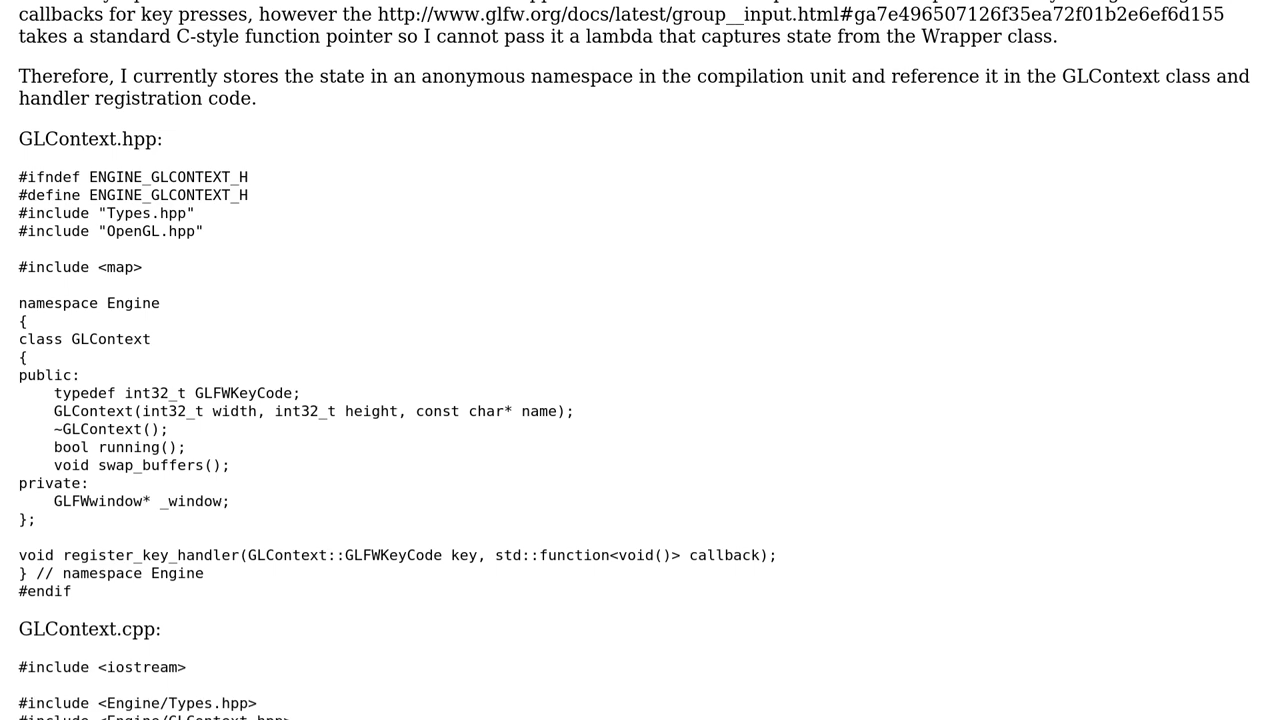 callbacks for key presses, however the http://www.glfw.org/docs/latest/group__input.html#ga7e496507126f35ea72f01b2e6ef6d155
takes a standard C-style function pointer so I cannot pass it a lambda that captures state from the Wrapper class.
Therefore, I currently stores the state in an anonymous namespace in the compilation unit and reference it in the GLContext class and
handler registration code.
GLContext.hpp:
#ifndef ENGINE_GLCONTEXT_H
#define ENGINE_GLCONTEXT_H
#include "Types.hpp"
#include "OpenGL.hpp"
#include <map>
namespace Engine
{
class GLContext
{
public:
    typedef int32_t GLFWKeyCode;
    GLContext(int32_t width, int32_t height, const char* name);
    ~GLContext();
    bool running();
    void swap_buffers();
private:
    GLFWwindow* _window;
};
void register_key_handler(GLContext::GLFWKeyCode key, std::function<void()> callback);
} // namespace Engine
#endif
GLContext.cpp:
#include <iostream>
#include <Engine/Types.hpp>
#include <Engine/GLContext.hpp>